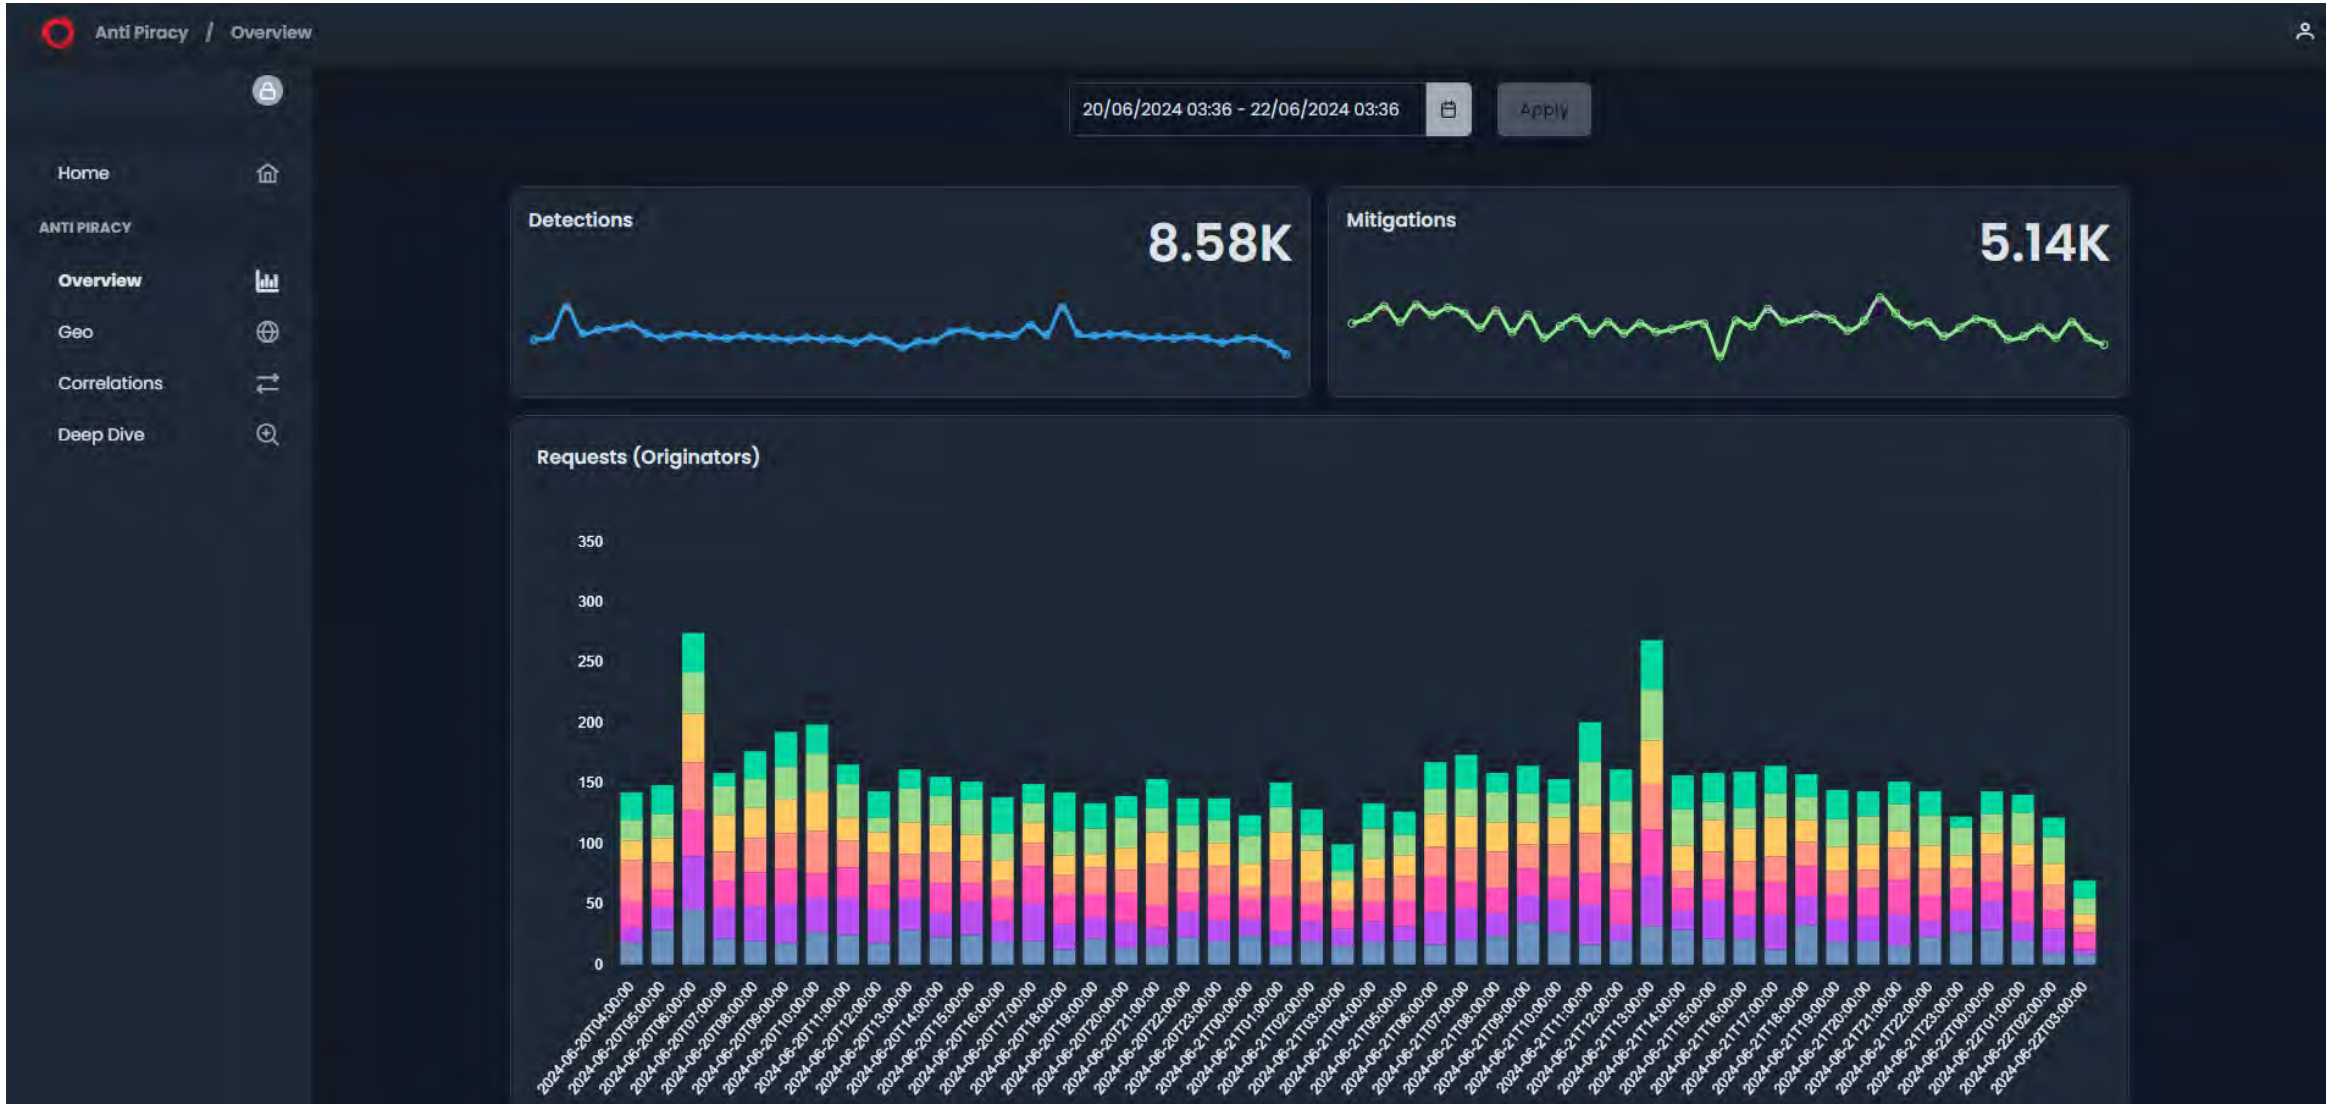 Anti Piracy / Overview
20/06/2024 03:36 - 22/06/2024 03:36
Apply
Home
ANTI PIRACY
Overview
Geo
Correlations
Deep Dive
Detections
8.58K
Mitigations
5.14K
Requests (Originators)
350
300
250
200
150
100
50
0
2024-06-20T04:00:00
2024-06-20T05:00:00
2024-06-20T06:00:00
2024-06-20T07:00:00
2024-06-20T08:00:00
2024-06-20T09:00:00
2024-06-20T10:00:00
2024-06-20T11:00:00
2024-06-20T12:00:00
2024-06-20T13:00:00
2024-06-20T14:00:00
2024-06-20T15:00:00
2024-06-20T16:00:00
2024-06-20T17:00:00
2024-06-20T18:00:00
2024-06-20T19:00:00
2024-06-20T20:00:00
2024-06-20T21:00:00
2024-06-20T22:00:00
2024-06-20T23:00:00
2024-06-21T00:00:00
2024-06-21T01:00:00
2024-06-21T02:00:00
2024-06-21T03:00:00
2024-06-21T04:00:00
2024-06-21T05:00:00
2024-06-21T06:00:00
2024-06-21T07:00:00
2024-06-21T08:00:00
2024-06-21T09:00:00
2024-06-21T10:00:00
2024-06-21T11:00:00
2024-06-21T12:00:00
2024-06-21T13:00:00
2024-06-21T14:00:00
2024-06-21T15:00:00
2024-06-21T16:00:00
2024-06-21T17:00:00
2024-06-21T18:00:00
2024-06-21T19:00:00
2024-06-21T20:00:00
2024-06-21T21:00:00
2024-06-21T22:00:00
2024-06-21T23:00:00
2024-06-22T00:00:00
2024-06-22T01:00:00
2024-06-22T02:00:00
2024-06-22T03:00:00